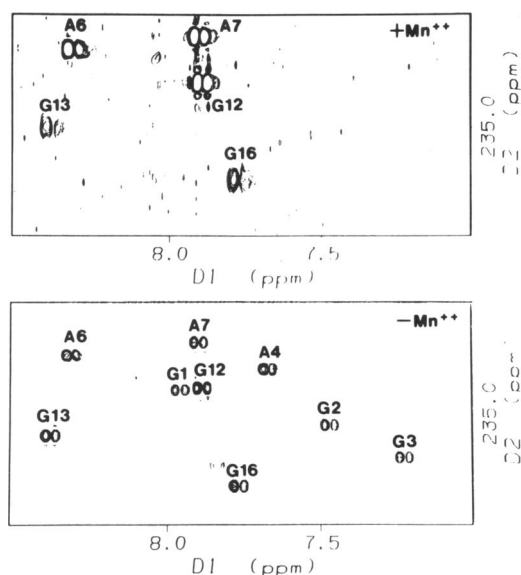 A6
A7
+Mn++
G13
G12
G16
8.0
7.5
D1 (ppm)
235.0
D2 (ppm)
A6
A7
-Mn++
A4
G1
G12
G13
G2
G3
G16
8.0
7.5
D1 (ppm)
235.0
D2 (ppm)